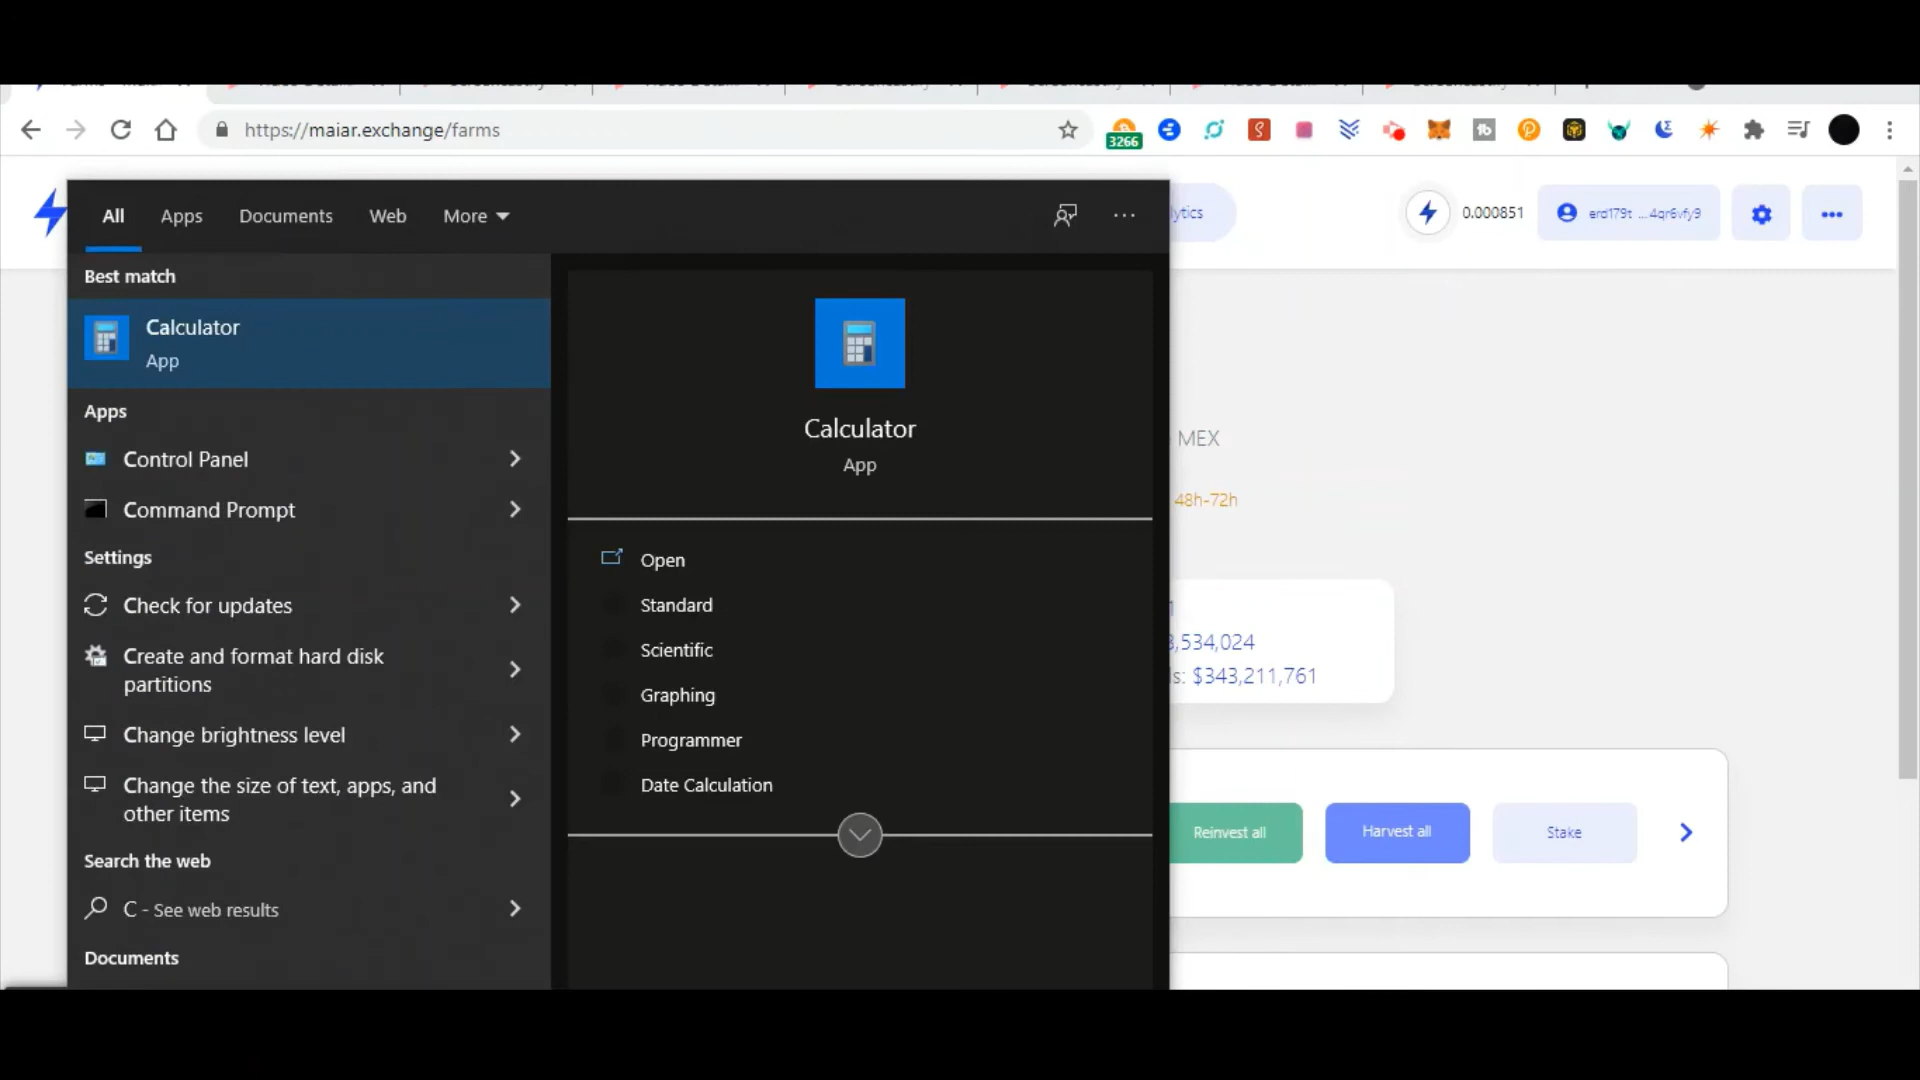 https://maiar.exchange/farms
3266
All Apps Documents Web More
lytics
0.000851
erd179t ...4qr6vfy9
Best match
Calculator
App
Calculator
App
MEX
48h-72h
Apps
Control Panel
Command Prompt
Settings
Check for updates
Create and format hard disk
partitions
Change brightness level
Change the size of text, apps, and
other items
Search the web
C - See web results
Documents
Open
Standard
Scientific
Graphing
Programmer
Date Calculation
,534,024
s: $343,211,761
Reinvest all
Harvest all
Stake